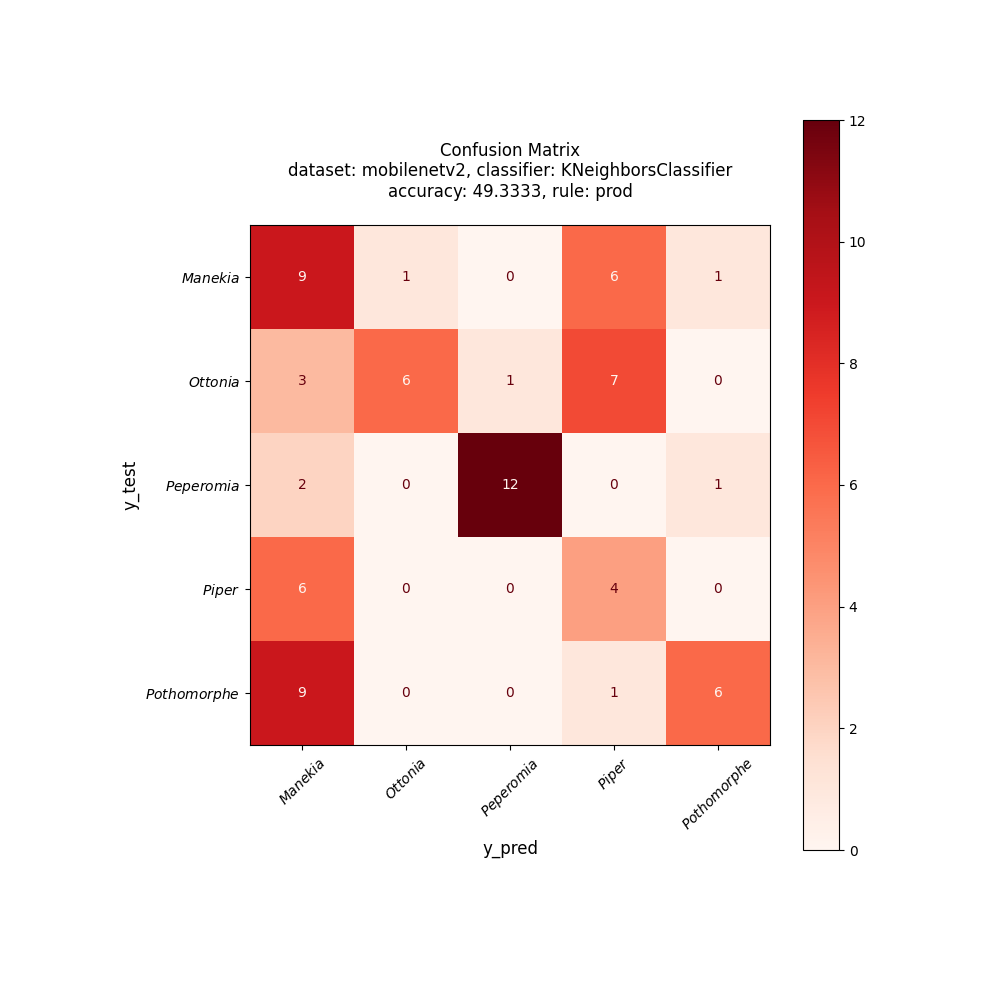 Confusion Matrix
dataset: mobilenetv2, classifier: KNeighborsClassifier
accuracy: 49.3333, rule: prod
Manekia 9 1 0 6 1
Ottonia 3 6 1 7 0
Peperomia 2 0 12 0 1
Piper 6 0 0 4 0
Pothomorphe 9 0 0 1 6
Manekia Ottonia Peperomia Piper Pothomorphe
y_pred
y_test
12
10
8
6
4
2
0